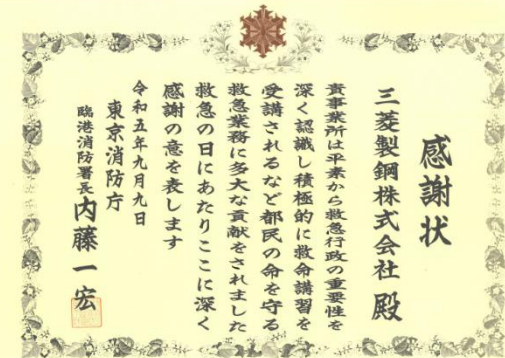 感謝状
三菱製鋼株式会社 殿
貴事業所は平素から救急行政の重要性を
深く認識し積極的に救命講習を
受講されるなど都民の命を守る
救急業務に多大な貢献をされました
救急の日にあたりここに深く
感謝の意を表します
令和五年九月九日
東京消防庁
臨港消防署長 内藤一宏